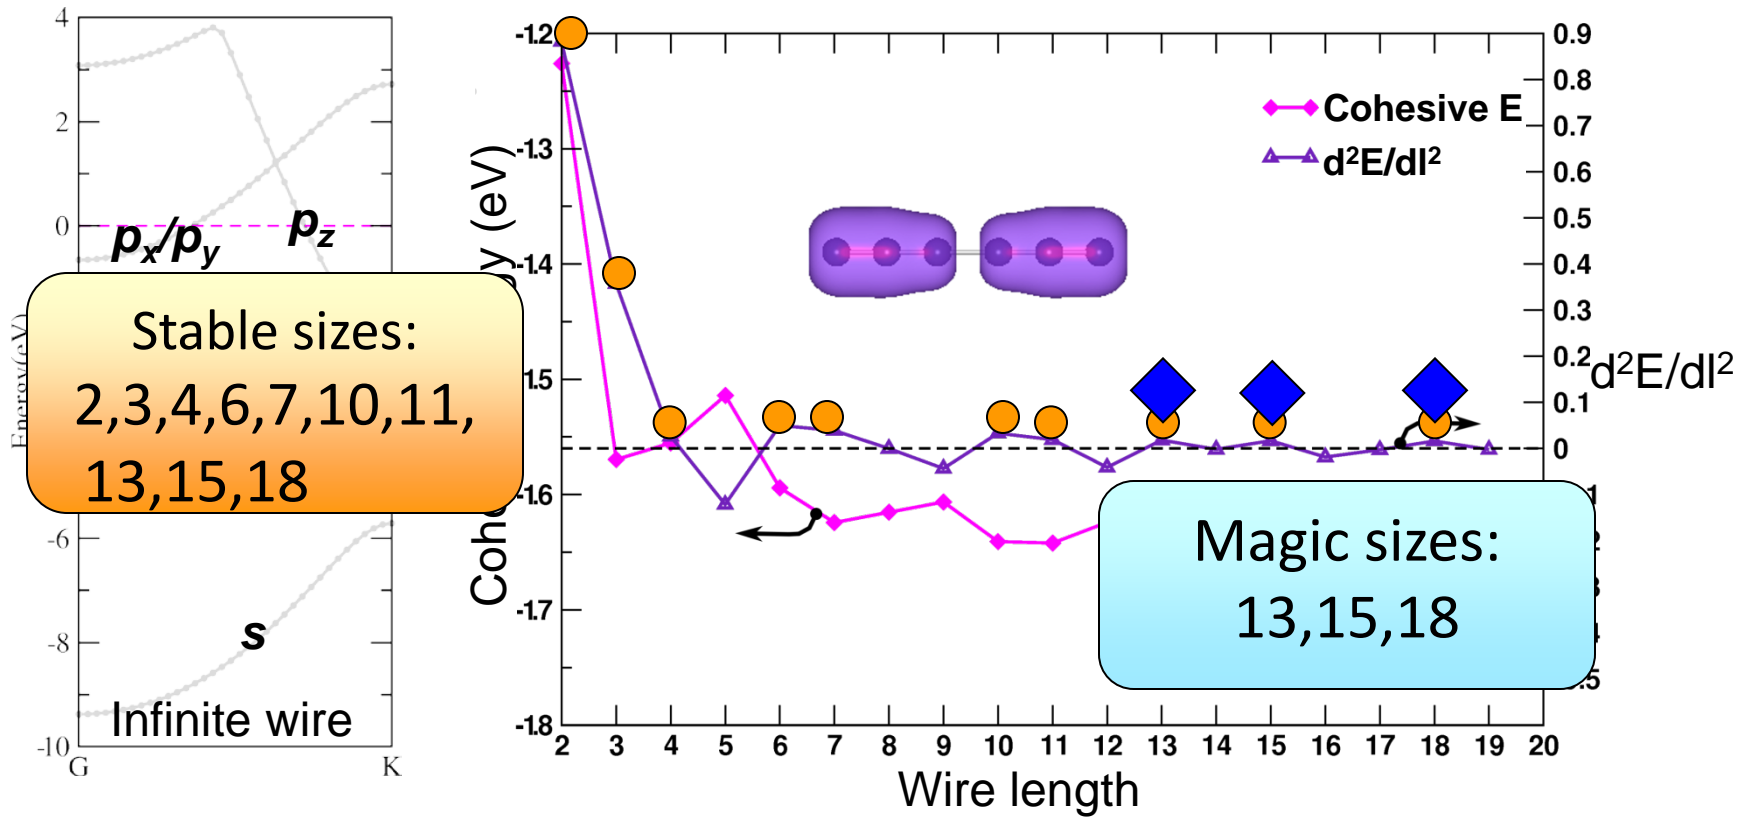 4
2
0
-6
-8
-10
G
K
Energy(eV)
px/py
pz
s
Infinite wire
Stable sizes:
2,3,4,6,7,10,11,
13,15,18
-1.2
-1.3
-1.4
1.5
-1.6
-1.7
-1.8
2 3 4 5 6 7 8 9 10 11 12 13 14 15 16 17 18 19 20
Wire length
Cohesive E
d²E/dl²
0.9
0.8
0.7
0.6
0.5
0.4
0.3
0.2
0.1
0
d²E/dl²
(eV)
Magic sizes:
13,15,18